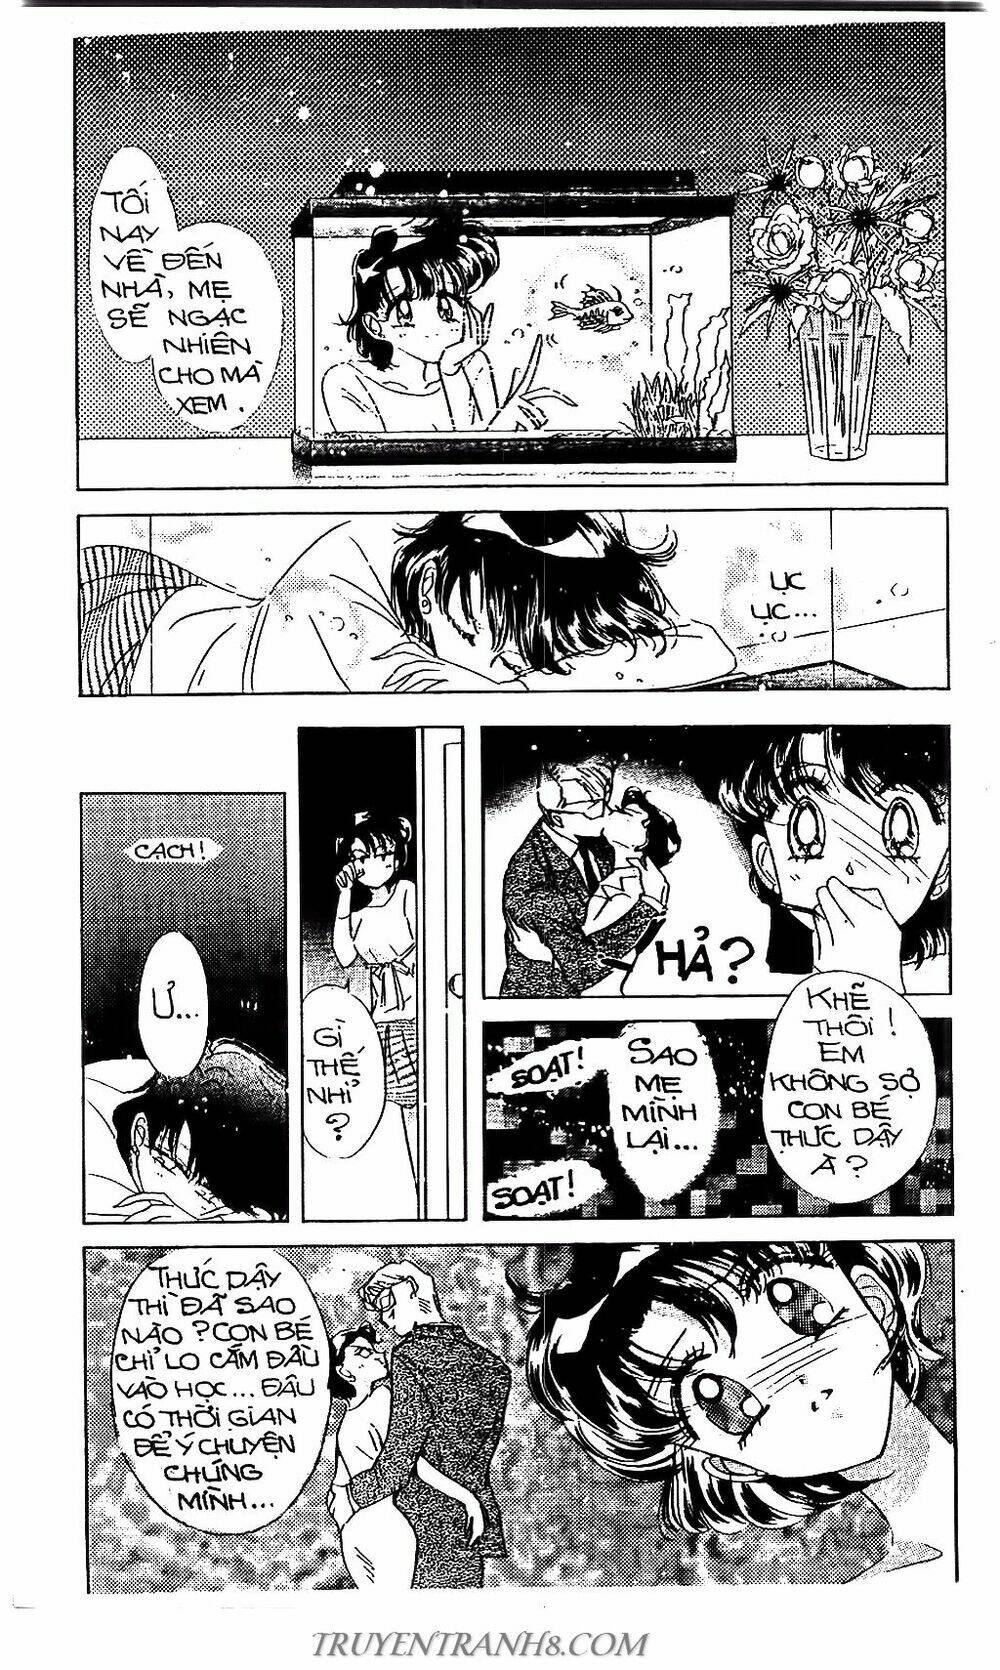 TỐI
NAY
VỀ ĐẾN
NHÀ, MẸ
SẼ NGẠC
NHIÊN
CHO MÀ
XEM.
ỤC
ỤC...
CẠCH!
Ư...
GÌ
THẾ
NHỈ
?
HẢ?
KHẼ
THÔI!
EM
KHÔNG SỢ
CON BÉ
THỨC DẬY
À?
SOẠT!
SAO
MẸ
MÌNH
LẠI...
SOẠT!
THỨC DẬY
THÌ ĐÃ SAO
NÀO? CON BÉ
CHỈ LO CẮM ĐẦU
VÀO HỌC... ĐÂU
CÓ THỜI GIAN
ĐỂ Ý CHUYỆN
CHÚNG
MÌNH...
TRUYENTRANH8.COM